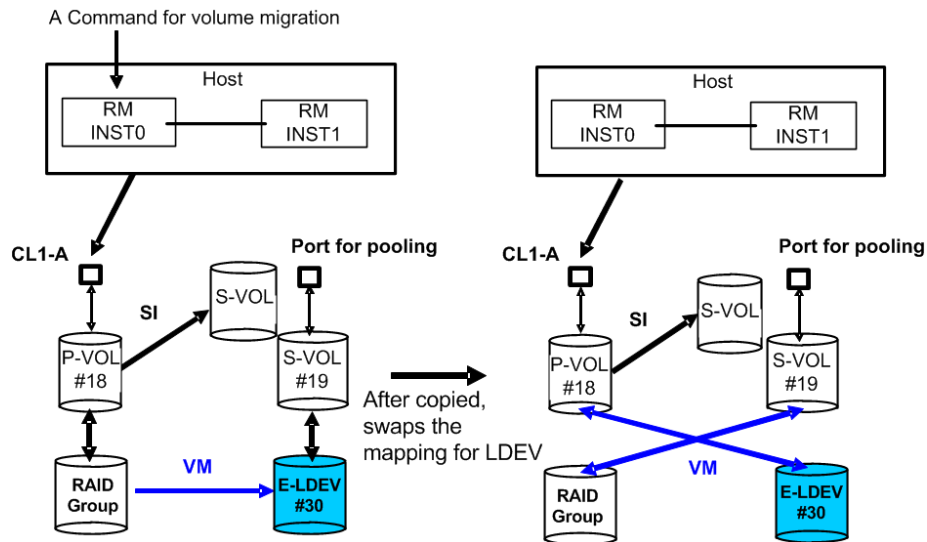 A Command for volume migration
Host
RM
INST0
RM
INST1
CL1-A
Port for pooling
S-VOL
SI
P-VOL
#18
S-VOL
#19
RAID
Group
VM
E-LDEV
#30
After copied,
swaps the
mapping for LDEV
Host
RM
INST0
RM
INST1
CL1-A
Port for pooling
S-VOL
SI
P-VOL
#18
S-VOL
#19
VM
RAID
Group
E-LDEV
#30